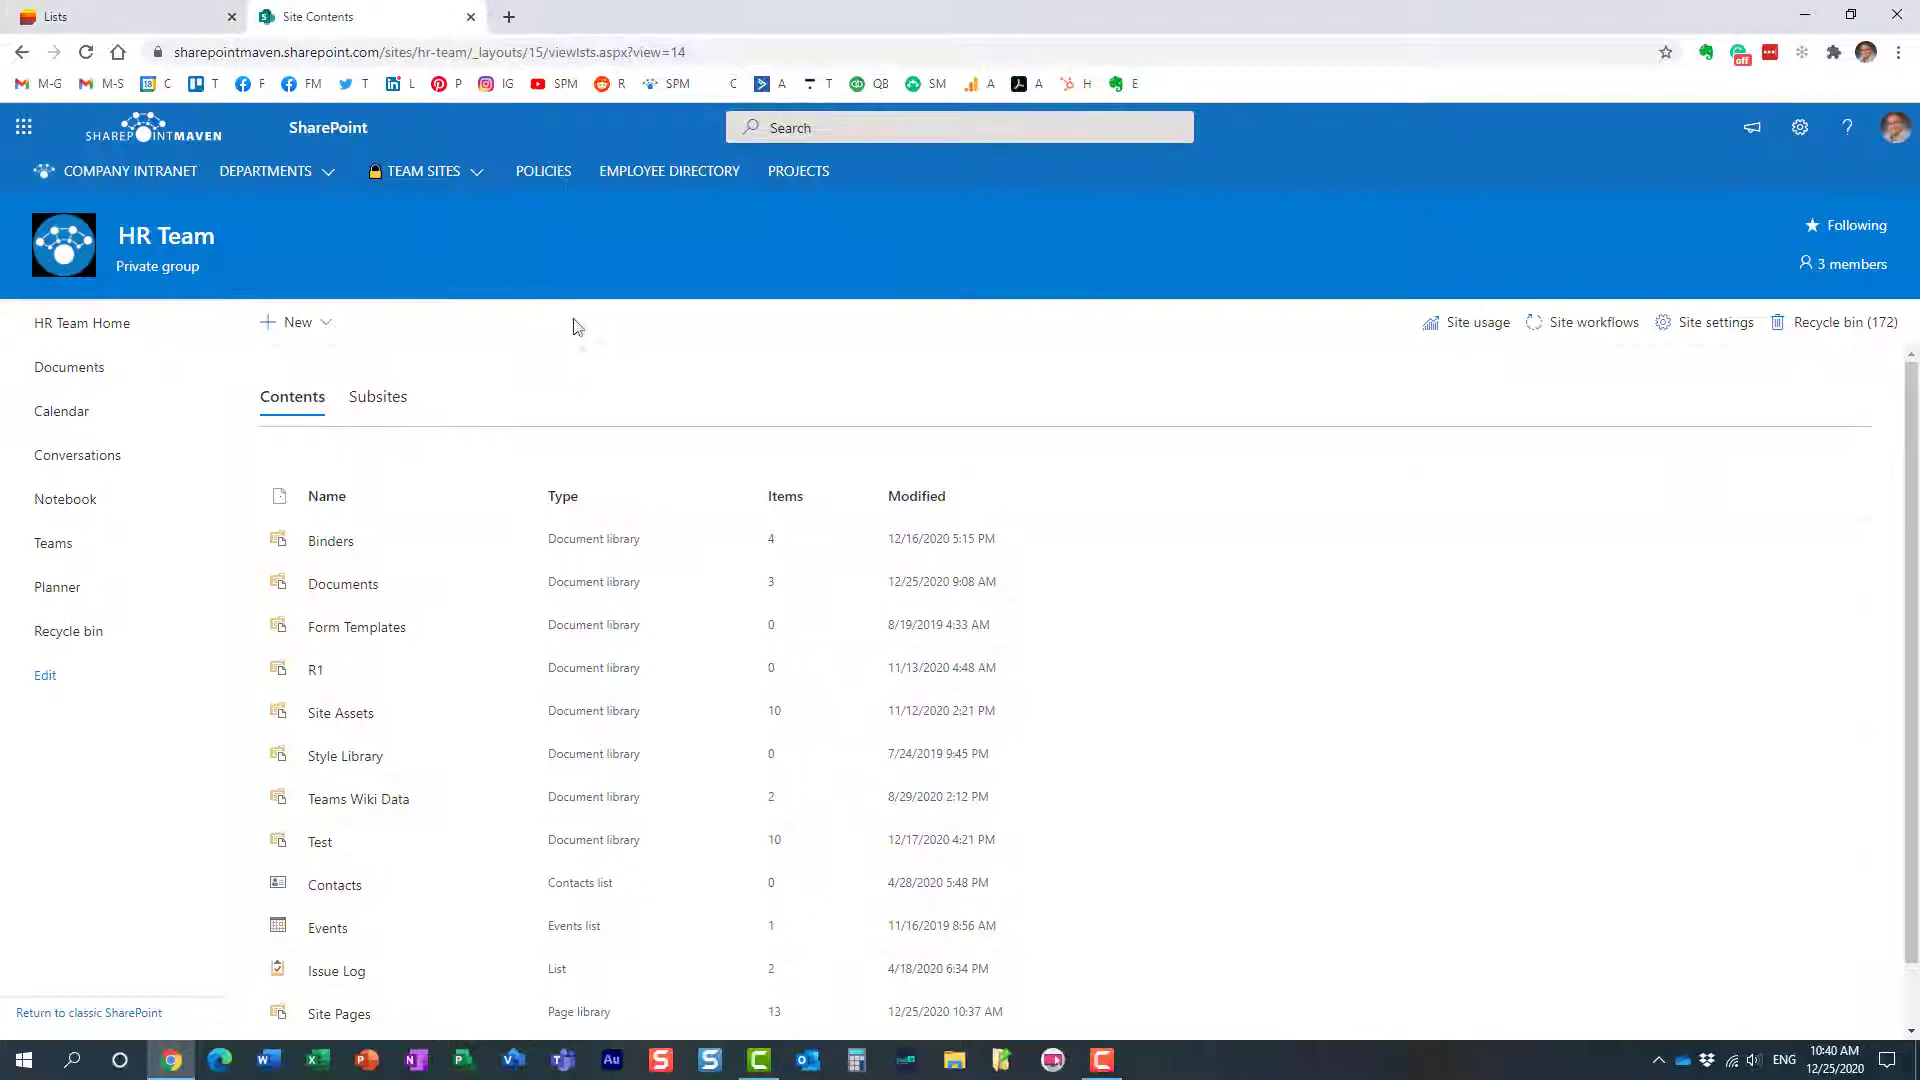 Lists
Site Contents
sharepointmaven.sharepoint.com/sites/hr-team/_layouts/15/viewlsts.aspx?view=14
off
M-G M-S C T F FM T L P IG SPM R SPM C A T QB SM A A H E
18
SHAREPOINTMAVEN
SharePoint
Search
COMPANY INTRANET DEPARTMENTS TEAM SITES POLICIES EMPLOYEE DIRECTORY PROJECTS
HR Team
Private group
Following
3 members
HR Team Home
Documents
Calendar
Conversations
Notebook
Teams
Planner
Recycle bin
Edit
Return to classic SharePoint
New
Site usage Site workflows Site settings Recycle bin (172)
Contents Subsites
Name Type Items Modified
Binders Document library 4 12/16/2020 5:15 PM
Documents Document library 3 12/25/2020 9:08 AM
Form Templates Document library 0 8/19/2019 4:33 AM
R1 Document library 0 11/13/2020 4:48 AM
Site Assets Document library 10 11/12/2020 2:21 PM
Style Library Document library 0 7/24/2019 9:45 PM
Teams Wiki Data Document library 2 8/29/2020 2:12 PM
Test Document library 10 12/17/2020 4:21 PM
Contacts Contacts list 0 4/28/2020 5:48 PM
Events Events list 1 11/16/2019 8:56 AM
Issue Log List 2 4/18/2020 6:34 PM
Site Pages Page library 13 12/25/2020 10:37 AM
Au
ENG
10:40 AM
12/25/2020